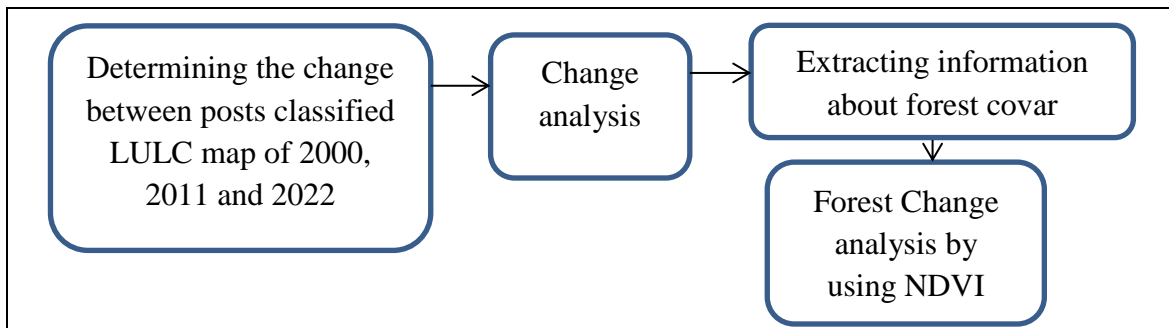 Determining the change
between posts classified
LULC map of 2000,
2011 and 2022
Change
analysis
Extracting information
about forest covar
Forest Change
analysis by
using NDVI